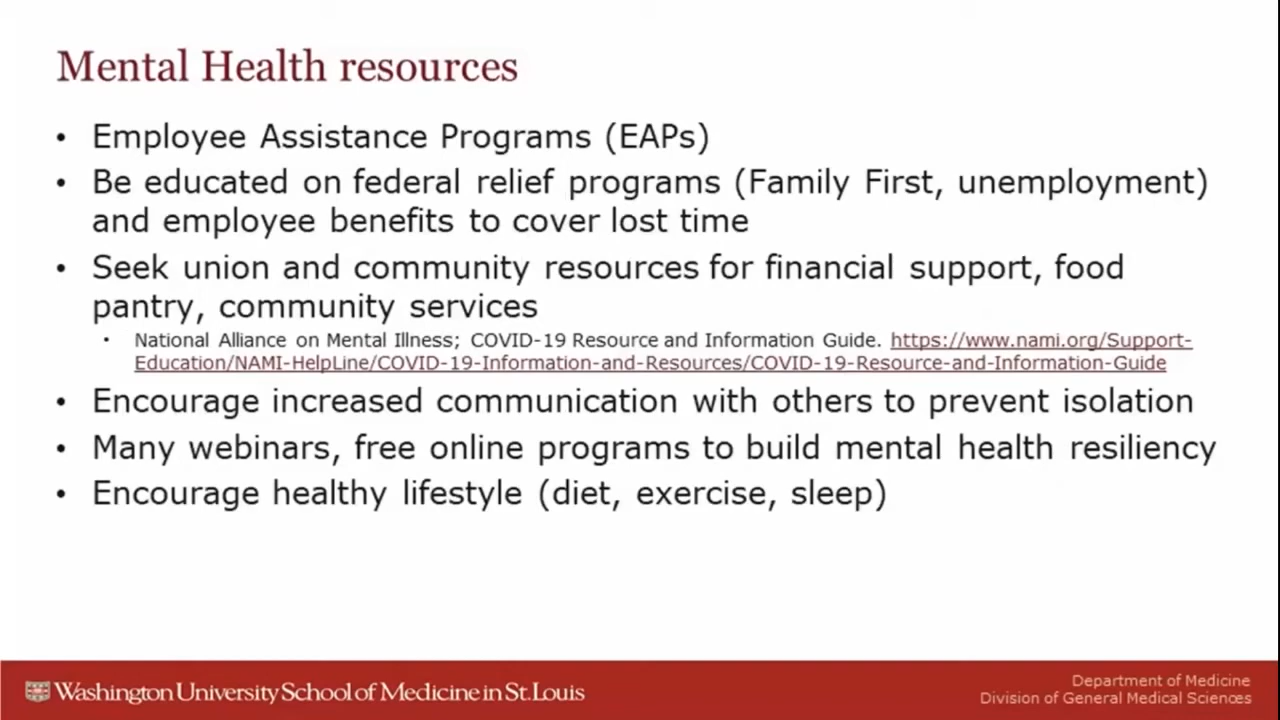 Mental Health resources
• Employee Assistance Programs (EAPs)
• Be educated on federal relief programs (Family First, unemployment)
and employee benefits to cover lost time
• Seek union and community resources for financial support, food
pantry, community services
• National Alliance on Mental Illness; COVID-19 Resource and Information Guide. https://www.nami.org/Support-
Education/NAMI-HelpLine/COVID-19-Information-and-Resources/COVID-19-Resource-and-Information-Guide
• Encourage increased communication with others to prevent isolation
• Many webinars, free online programs to build mental health resiliency
• Encourage healthy lifestyle (diet, exercise, sleep)
Washington University School of Medicine in St. Louis
Department of Medicine
Division of General Medical Sciences